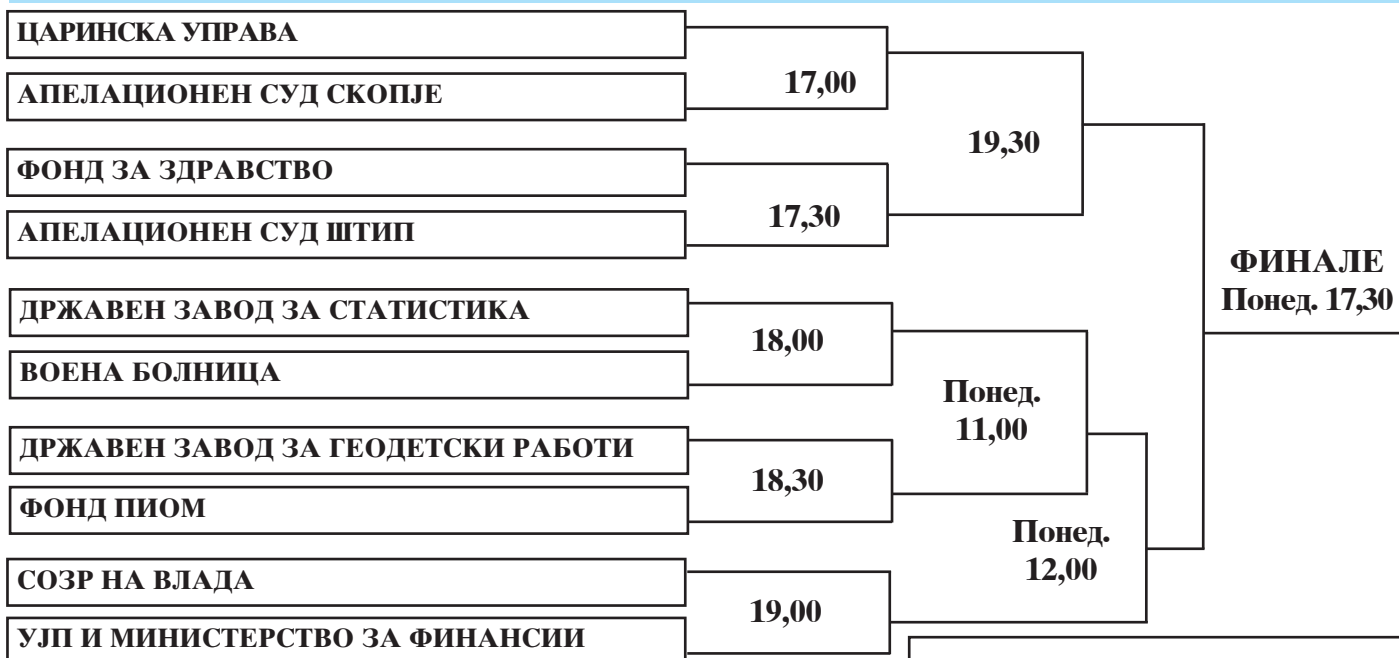 ЦАРИНСКА УПРАВА
АПЕЛАЦИОНЕН СУД СКОПЈЕ
17,00
ФОНД ЗА ЗДРАВСТВО
АПЕЛАЦИОНЕН СУД ШТИП
17,30
19,30
ДРЖАВЕН ЗАВОД ЗА СТАТИСТИКА
ВОЕНА БОЛНИЦА
18,00
ДРЖАВЕН ЗАВОД ЗА ГЕОДЕТСКИ РАБОТИ
ФОНД ПИОМ
18,30
Понед.
11,00
СОЗР НА ВЛАДА
УЈП И МИНИСТЕРСТВО ЗА ФИНАНСИИ
19,00
Понед.
12,00
ФИНАЛЕ
Понед. 17,30